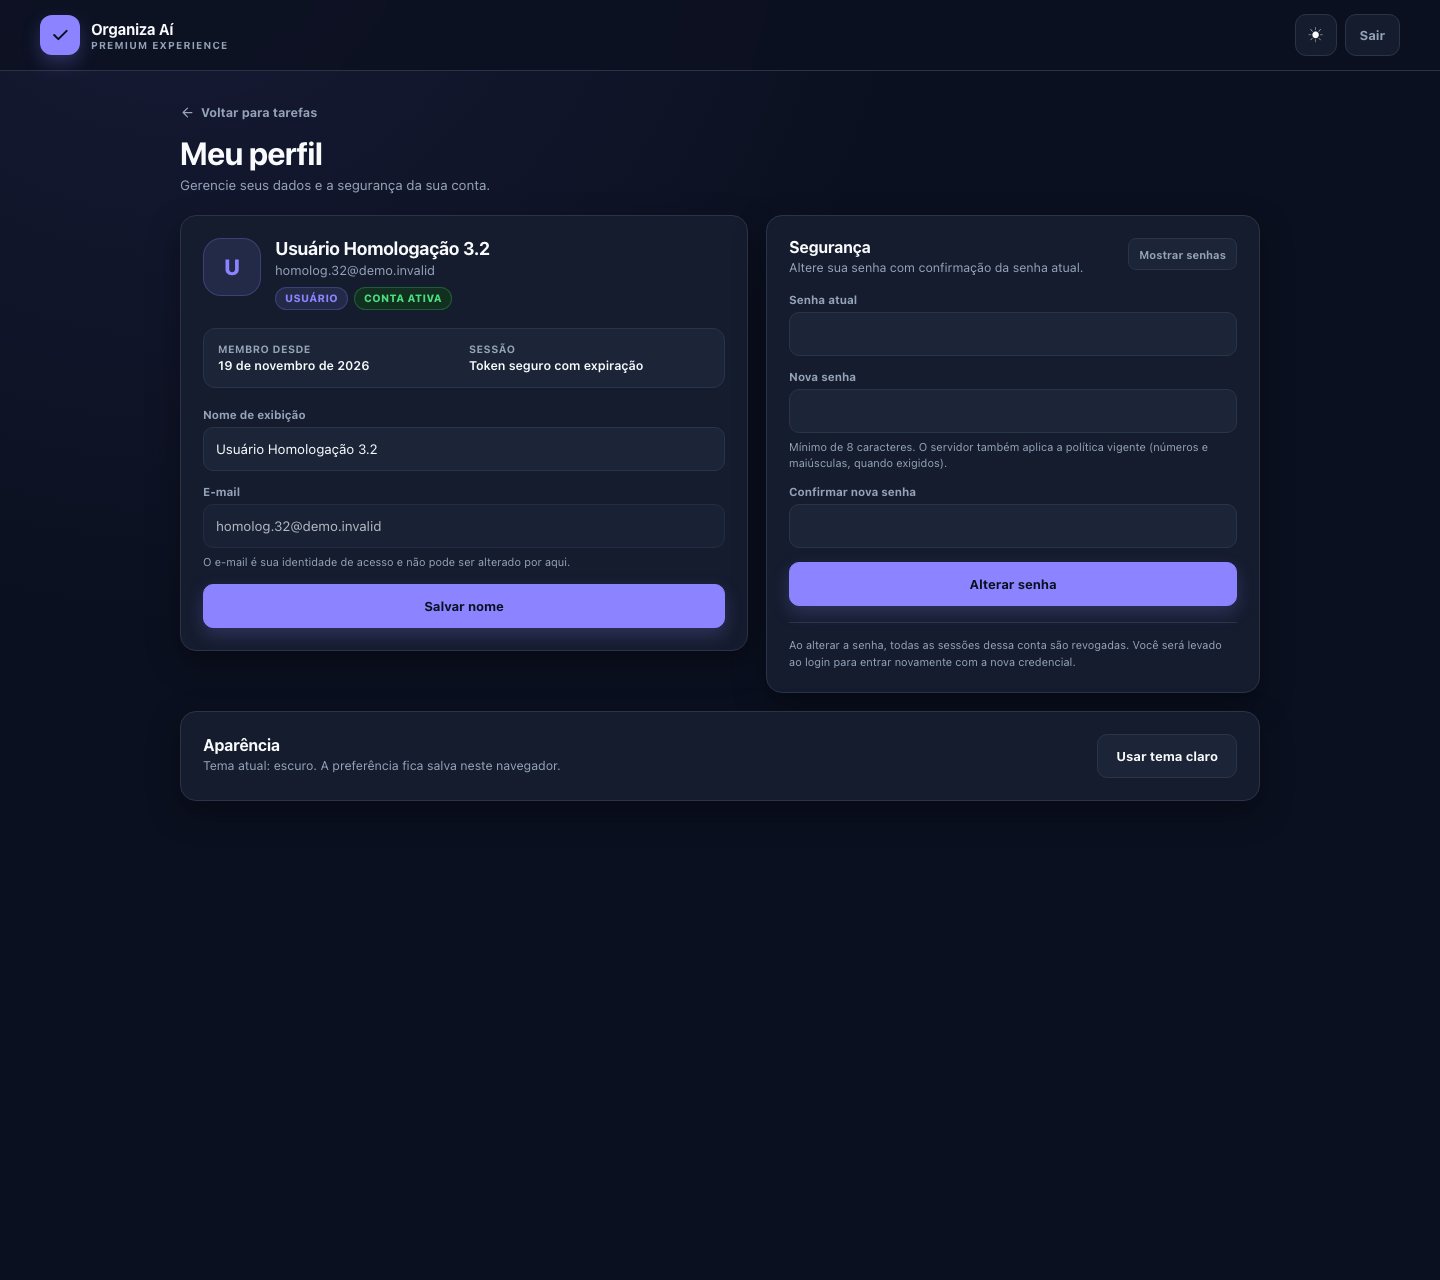 Organiza Aí
PREMIUM EXPERIENCE
Sair
← Voltar para tarefas
Meu perfil
Gerencie seus dados e a segurança da sua conta.
U
Usuário Homologação 3.2
homolog.32@demo.invalid
USUÁRIO
CONTA ATIVA
MEMBRO DESDE
19 de novembro de 2026
SESSÃO
Token seguro com expiração
Nome de exibição
Usuário Homologação 3.2
E-mail
homolog.32@demo.invalid
O e-mail é sua identidade de acesso e não pode ser alterado por aqui.
Salvar nome
Segurança
Altere sua senha com confirmação da senha atual.
Mostrar senhas
Senha atual
Nova senha
Mínimo de 8 caracteres. O servidor também aplica a política vigente (números e
maiúsculas, quando exigidos).
Confirmar nova senha
Alterar senha
Ao alterar a senha, todas as sessões dessa conta são revogadas. Você será levado
ao login para entrar novamente com a nova credencial.
Aparência
Tema atual: escuro. A preferência fica salva neste navegador.
Usar tema claro